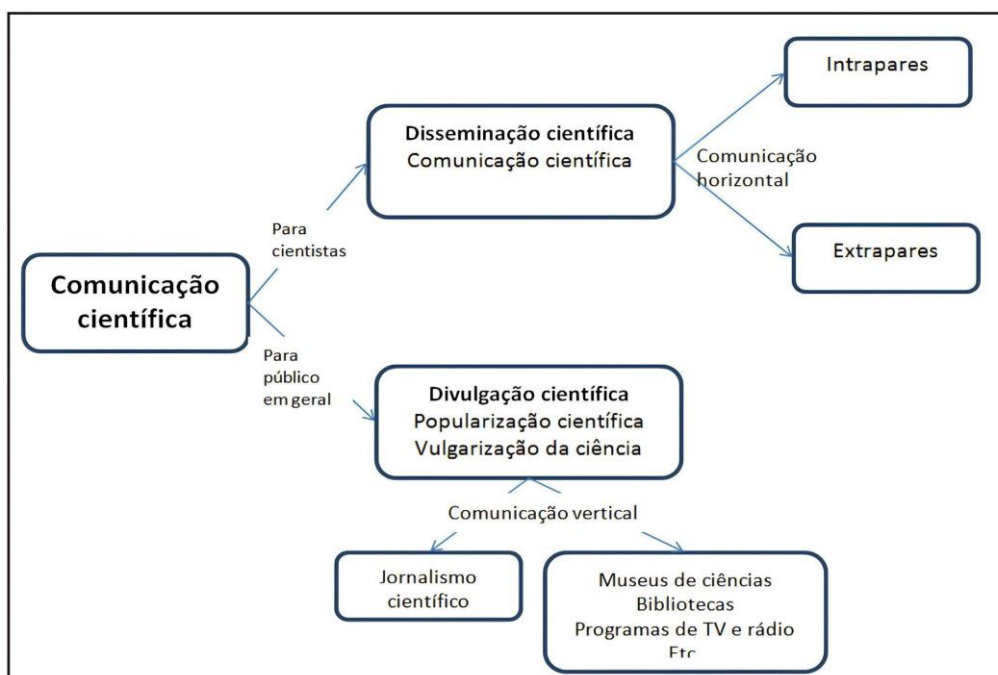 Intrapares
Disseminação científica
Comunicação científica
Comunicação
horizontal
Para
cientistas
Extrapares
Comunicação
científica
Para
público
em geral
Divulgação científica
Popularização científica
Vulgarização da ciência
Comunicação vertical
Jornalismo
científico
Museus de ciências
Bibliotecas
Programas de TV e rádio
Etc